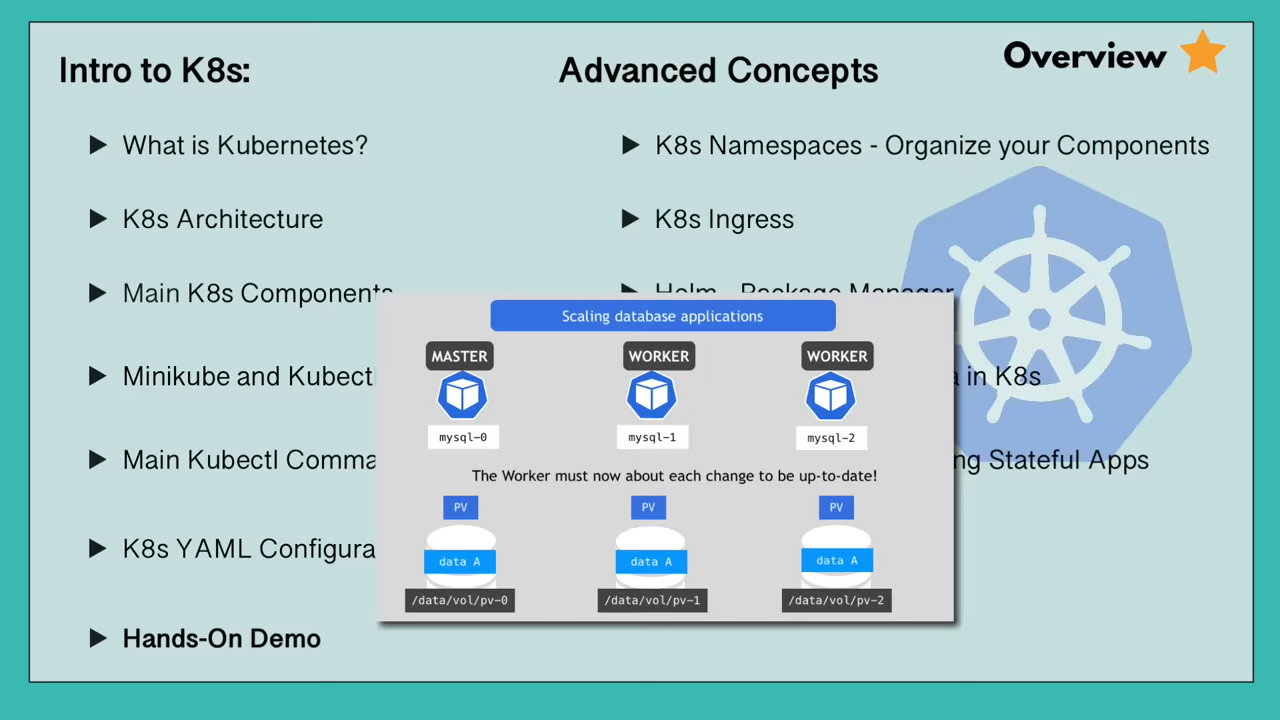 Overview
Intro to K8s:
What is Kubernetes?
K8s Architecture
Main K8s Components
Minikube and Kubectl
Main Kubectl
K8s YAML
Hands-On Demo
Advanced Concepts
K8s Namespaces - Organize your Components
K8s Ingress
Helm - Package Manager
in K8s
Stateful Apps
Scaling database applications
MASTER WORKER WORKER
mysql-0 mysql-1 mysql-2
The Worker must now about each change to be up-to-date!
PV PV PV
data A data A data A
/data/vol/pv-0 /data/vol/pv-1 /data/vol/pv-2